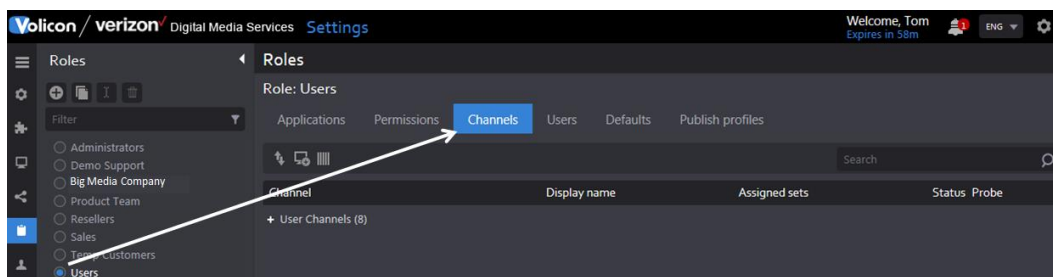 Volicon / verizon✓ Digital Media Services Settings
Welcome, Tom
Expires in 58m
1
ENG
Roles
Roles
Role: Users
Applications Permissions Channels Users Defaults Publish profiles
Filter
Search
Administrators
Demo Support
Big Media Company
Product Team
Resellers
Sales
Temp Customers
Users
Channel Display name Assigned sets Status Probe
+ User Channels (8)